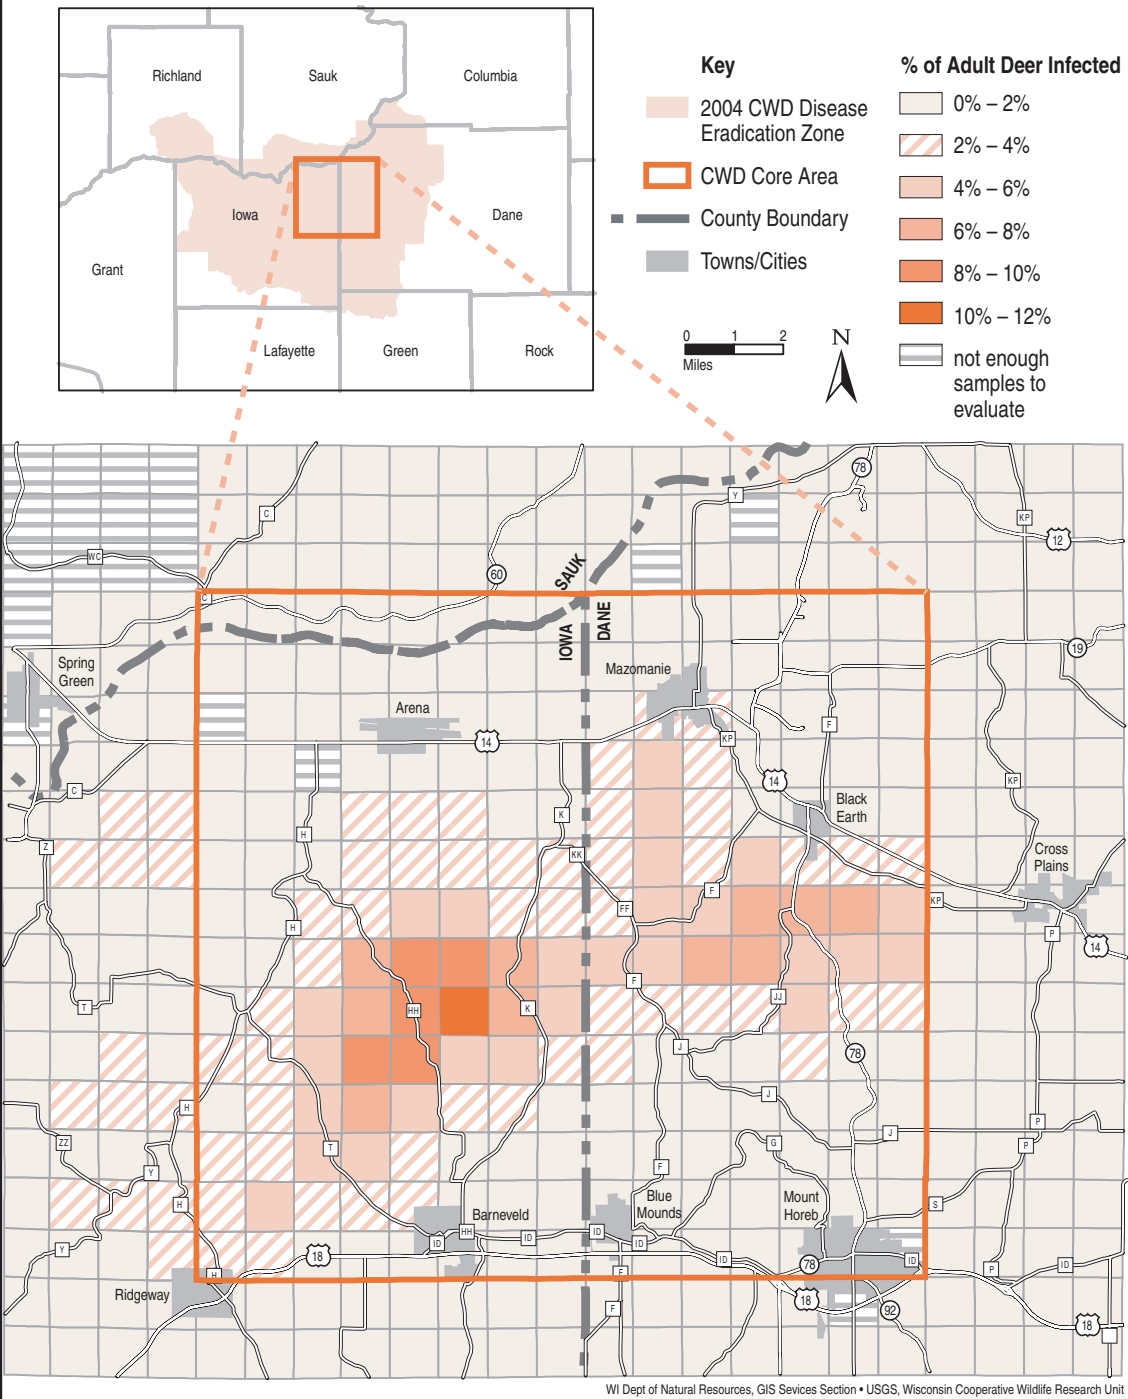 Richland
Sauk
Columbia
Iowa
Dane
Grant
Lafayette
Green
Rock
Key
2004 CWD Disease
Eradication Zone
CWD Core Area
County Boundary
Towns/Cities
0 1 2
Miles
N
% of Adult Deer Infected
0% – 2%
2% – 4%
4% – 6%
6% – 8%
8% – 10%
10% – 12%
not enough
samples to
evaluate
78
Y
C
KP
12
WC
60
SAUK
C
IOWA
DANE
19
Spring
Green
Mazomanie
Arena
F
14
KP
14
KP
C
Black
Earth
K
H
Z
KK
Cross
Plains
F
KP
FF
H
P
14
F
JJ
T
HH
K
J
78
J
H
P
ZZ
J
G
P
T
Y
F
H
Blue
Mounds
Mount
Horeb
S
Barneveld
HH
ID
ID
ID
ID
Y
18
ID
ID
78
P
ID
H
F
Ridgeway
18
F
92
18
WI Dept of Natural Resources, GIS Sevices Section • USGS, Wisconsin Cooperative Wildlife Research Unit